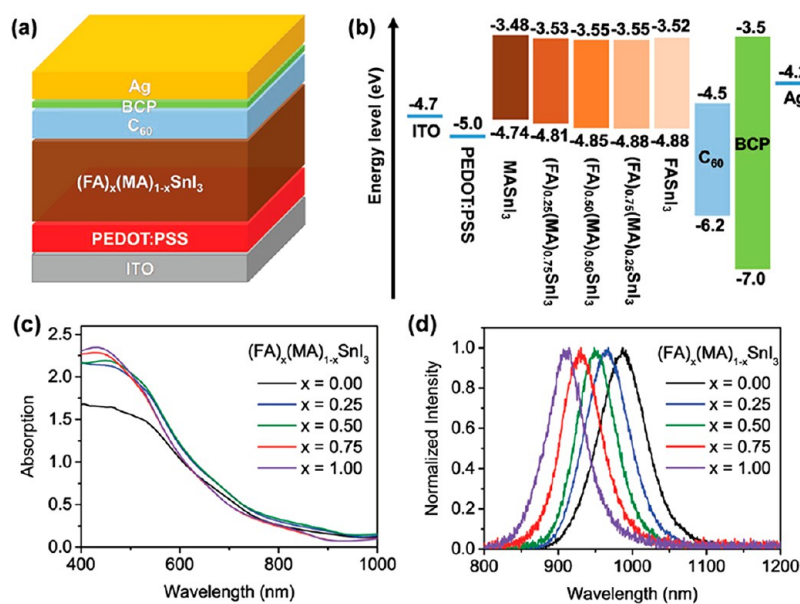 (a)
Ag
BCP
C₆₀
(FA)ₓ(MA)₁₋ₓSnI₃
PEDOT:PSS
ITO
(b)
Energy level (eV)
-4.7
ITO
-5.0
PEDOT:PSS
-3.48
-4.74
MASnI₃
-3.53
-4.81
(FA)₀.₂₅(MA)₀.₇₅SnI₃
-3.55
-4.85
(FA)₀.₅₀(MA)₀.₅₀SnI₃
-3.55
-4.88
(FA)₀.₇₅(MA)₀.₂₅SnI₃
-3.52
-4.88
FASnI₃
-4.5
C₆₀
-6.2
-3.5
BCP
-7.0
Ag
(c)
Absorption
2.5
2.0
1.5
1.0
0.5
0.0
400 600 800 1000
Wavelength (nm)
(FA)ₓ(MA)₁₋ₓSnI₃
x = 0.00
x = 0.25
x = 0.50
x = 0.75
x = 1.00
(d)
Normalized Intensity
1.0
0.8
0.6
0.4
0.2
0.0
800 900 1000 1100 1200
Wavelength (nm)
(FA)ₓ(MA)₁₋ₓSnI₃
x = 0.00
x = 0.25
x = 0.50
x = 0.75
x = 1.00